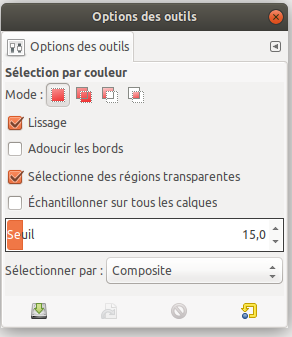 Options des outils
Options des outils
Sélection par couleur
Mode :
Lissage
Adoucir les bords
Sélectionne des régions transparentes
Échantillonner sur tous les calques
Seuil 15,0
Sélectionner par : Composite